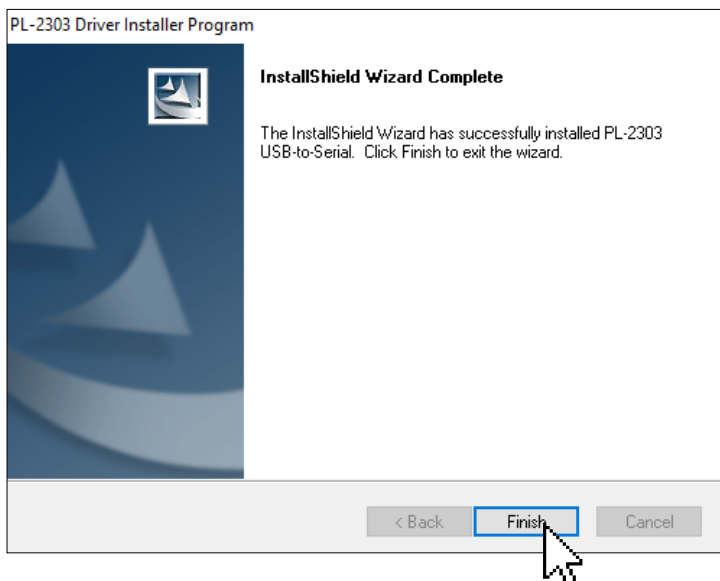 PL-2303 Driver Installer Program
InstallShield Wizard Complete
The InstallShield Wizard has successfully installed PL-2303
USB-to-Serial. Click Finish to exit the wizard.
< Back Finish Cancel